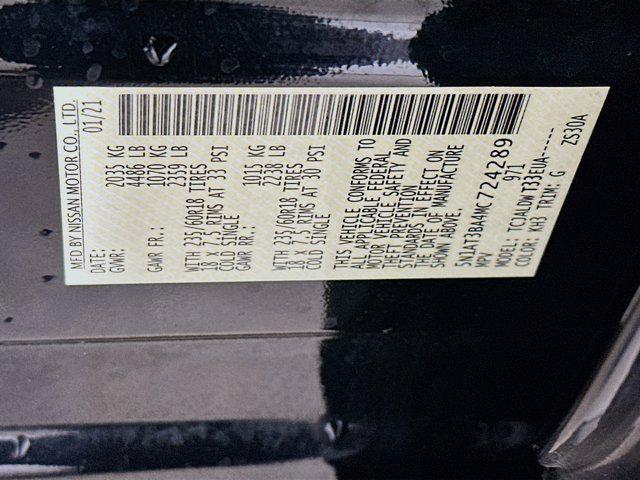 MFD BY NISSAN MOTOR CO., LTD.
DATE: 01/21
GVWR: 2035 KG
4486 LB
GAWR FR.: 1070 KG
2359 LB
WITH 235/60R18 TIRES
18 X 7.5 RIMS AT 33 PSI
COLD SINGLE
GAWR RR.: 1015 KG
2238 LB
WITH 235/60R18 TIRES
18 X 7.5 RIMS AT 30 PSI
COLD SINGLE
THIS VEHICLE CONFORMS TO
ALL APPLICABLE FEDERAL
MOTOR VEHICLE SAFETY AND
THEFT PREVENTION
STANDARDS IN EFFECT ON
THE DATE OF MANUFACTURE
SHOWN ABOVE.
5N1AT3BA4MC724289
MPV 971
MODEL: TCJALDWT33EUA------
COLOR: KH3 TRIM: G
ZS30A